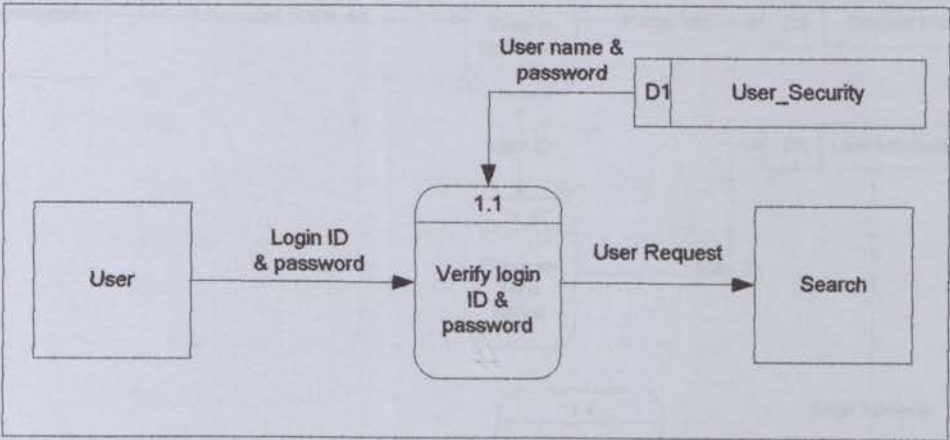 User name &
password
D1
User_Security
1.1
User
Login ID
& password
Verify login
ID &
password
User Request
Search